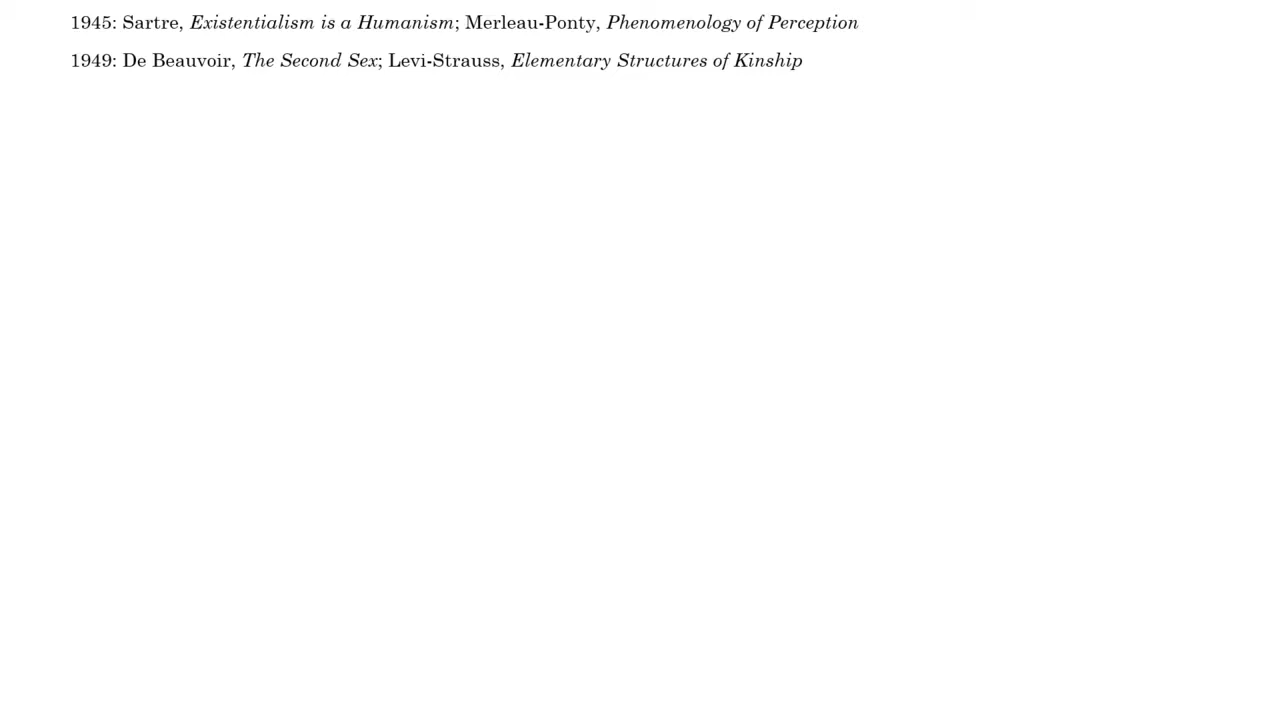 1945: Sartre, Existentialism is a Humanism; Merleau-Ponty, Phenomenology of Perception
1949: De Beauvoir, The Second Sex; Levi-Strauss, Elementary Structures of Kinship